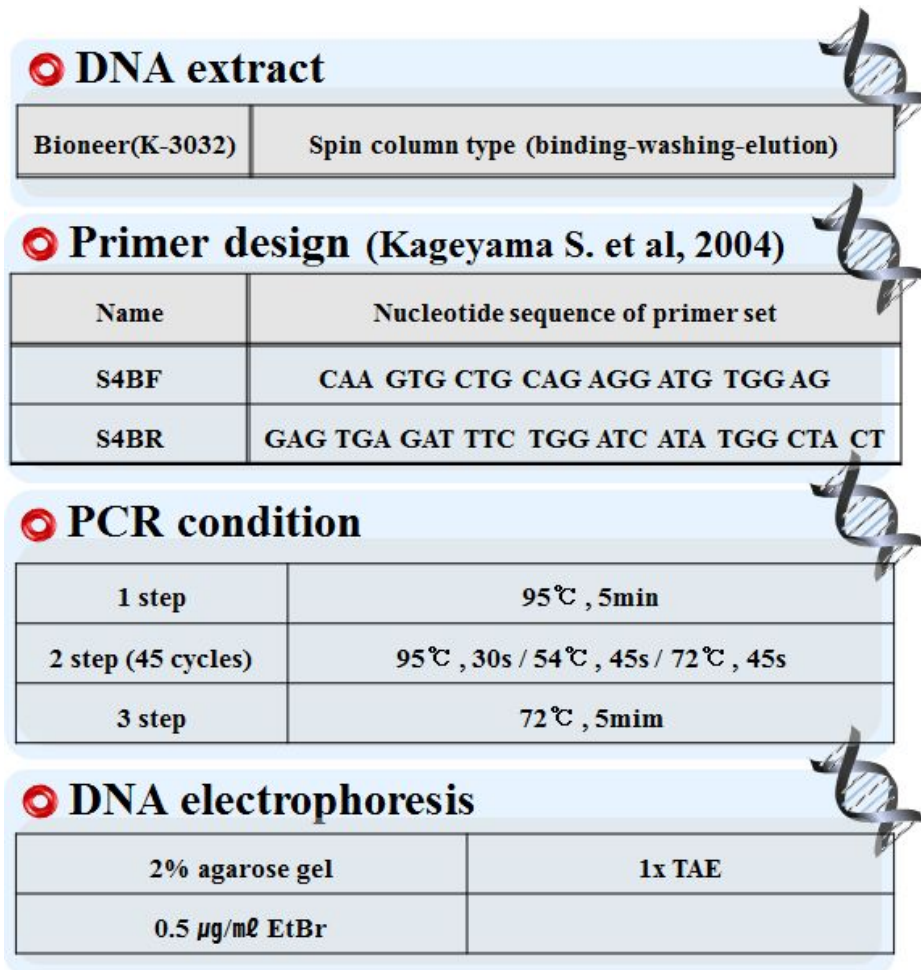 DNA extract
Bioneer(K-3032) Spin column type (binding-washing-elution)
Primer design (Kageyama S. et al, 2004)
Name Nucleotide sequence of primer set
S4BF CAA GTG CTG CAG AGG ATG TGG AG
S4BR GAG TGA GAT TTC TGG ATC ATA TGG CTA CT
PCR condition
1 step 95℃ , 5min
2 step (45 cycles) 95℃ , 30s / 54℃ , 45s / 72℃ , 45s
3 step 72℃ , 5mim
DNA electrophoresis
2% agarose gel 1x TAE
0.5 ㎍/㎖ EtBr